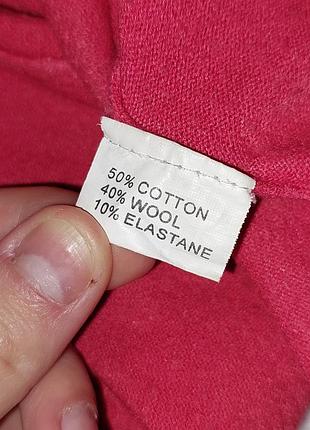 50% COTTON
40% WOOL
10% ELASTANE